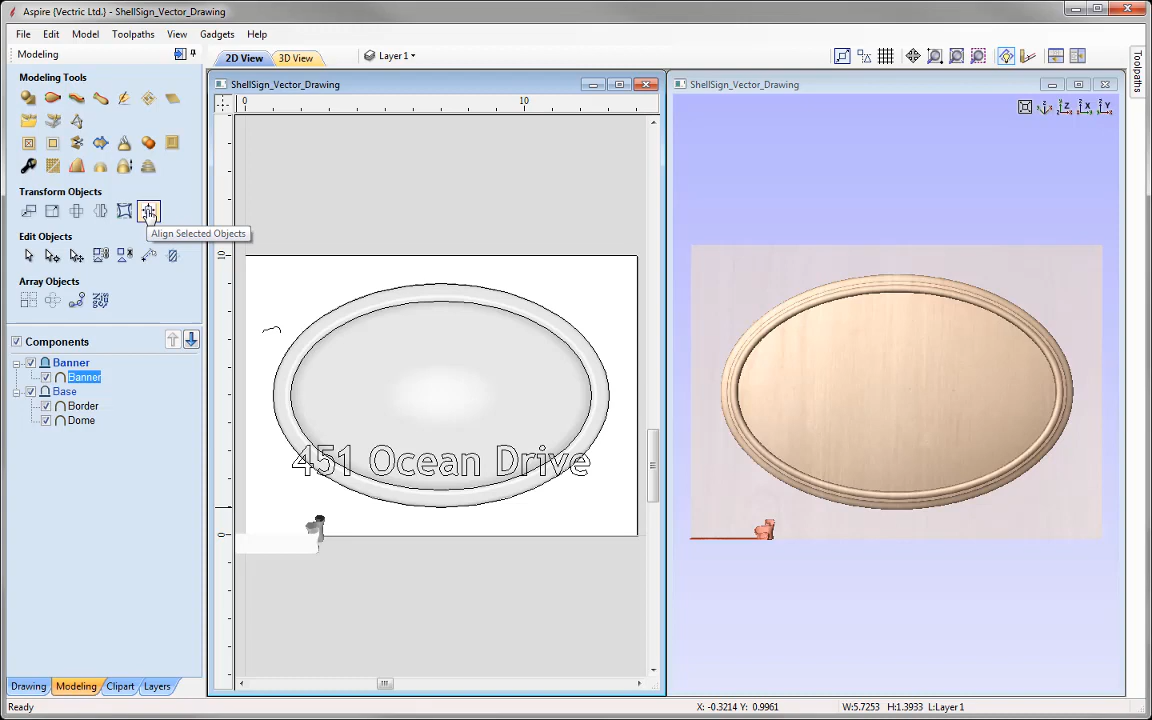 Aspire {Vectric Ltd.} - ShellSign_Vector_Drawing
File Edit Model Toolpaths View Gadgets Help
Modeling
2D View
3D View
Layer 1
Toolpaths
Modeling Tools
Transform Objects
Align Selected Objects
Edit Objects
Array Objects
Components
Banner
Banner
Base
Border
Dome
ShellSign_Vector_Drawing
0
10
10
0
451 Ocean Drive
ShellSign_Vector_Drawing
Z
X
Y
Drawing Modeling Clipart Layers
Ready
X: -0.3214 Y: 0.9961
W:5.7253 H:1.3933 L:Layer 1